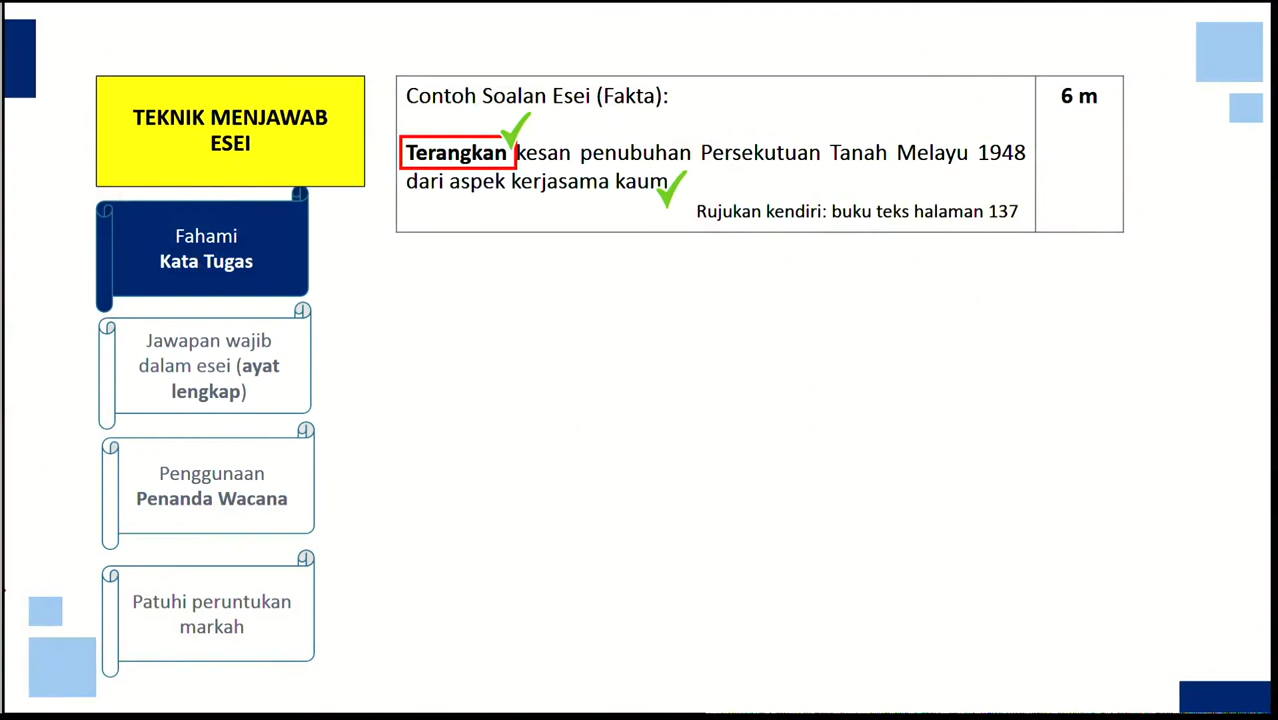 TEKNIK MENJAWAB
ESEI
Fahami
Kata Tugas
Jawapan wajib
dalam esei (ayat
lengkap)
Penggunaan
Penanda Wacana
Patuhi peruntukan
markah
Contoh Soalan Esei (Fakta):
6 m
Terangkan kesan penubuhan Persekutuan Tanah Melayu 1948
dari aspek kerjasama kaum
Rujukan kendiri: buku teks halaman 137